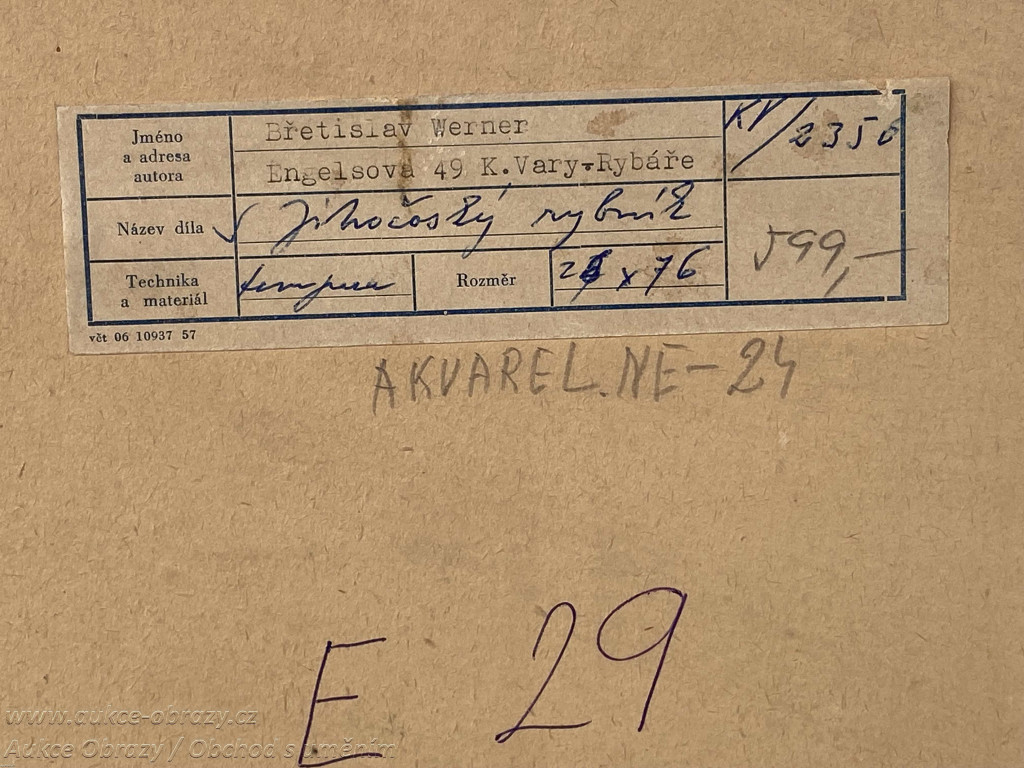 Jméno a adresa autora
Břetislav Werner
Engelsova 49 K.Vary-Rybáře
KV/2356
Název díla
Jihočeský rybník
599,-
Technika a materiál
tempera
Rozměr
x 76
vět 06 10937 57
AKVAREL.NE-24
E 29
www.aukce-obrazy.cz
Aukce Obrazy / Obchod s uměním